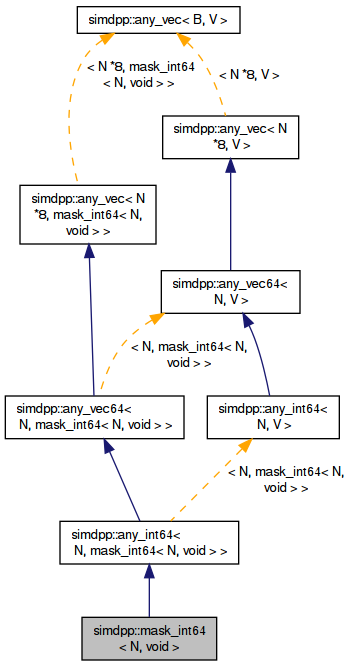 simdpp::any_vec< B, V >
< N *8, mask_int64
< N, void > >
< N *8, V >
simdpp::any_vec< N
*8, V >
simdpp::any_vec< N
*8, mask_int64< N,
void > >
simdpp::any_vec64<
N, V >
< N, mask_int64< N,
void > >
simdpp::any_vec64<
N, mask_int64< N, void > >
simdpp::any_int64<
N, V >
< N, mask_int64< N,
void > >
simdpp::any_int64<
N, mask_int64< N, void > >
simdpp::mask_int64
< N, void >